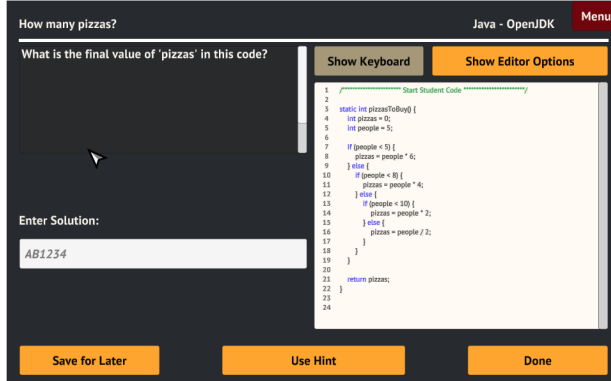 How many pizzas?
Java - OpenJDK
Menu
What is the final value of 'pizzas' in this code?
Show Keyboard
Show Editor Options
1 /*********************** Start Student Code ************************/
2
3 static int pizzasToBuy() {
4 int pizzas = 0;
5 int people = 5;
6
7 if (people < 5) {
8 pizzas = people * 6;
9 } else {
10 if (people < 8) {
11 pizzas = people * 4;
12 } else {
13 if (people < 10) {
14 pizzas = people * 2;
15 } else {
16 pizzas = people / 2;
17 }
18 }
19 }
20
21 return pizzas;
22 }
23
24
Enter Solution:
AB1234
Save for Later
Use Hint
Done